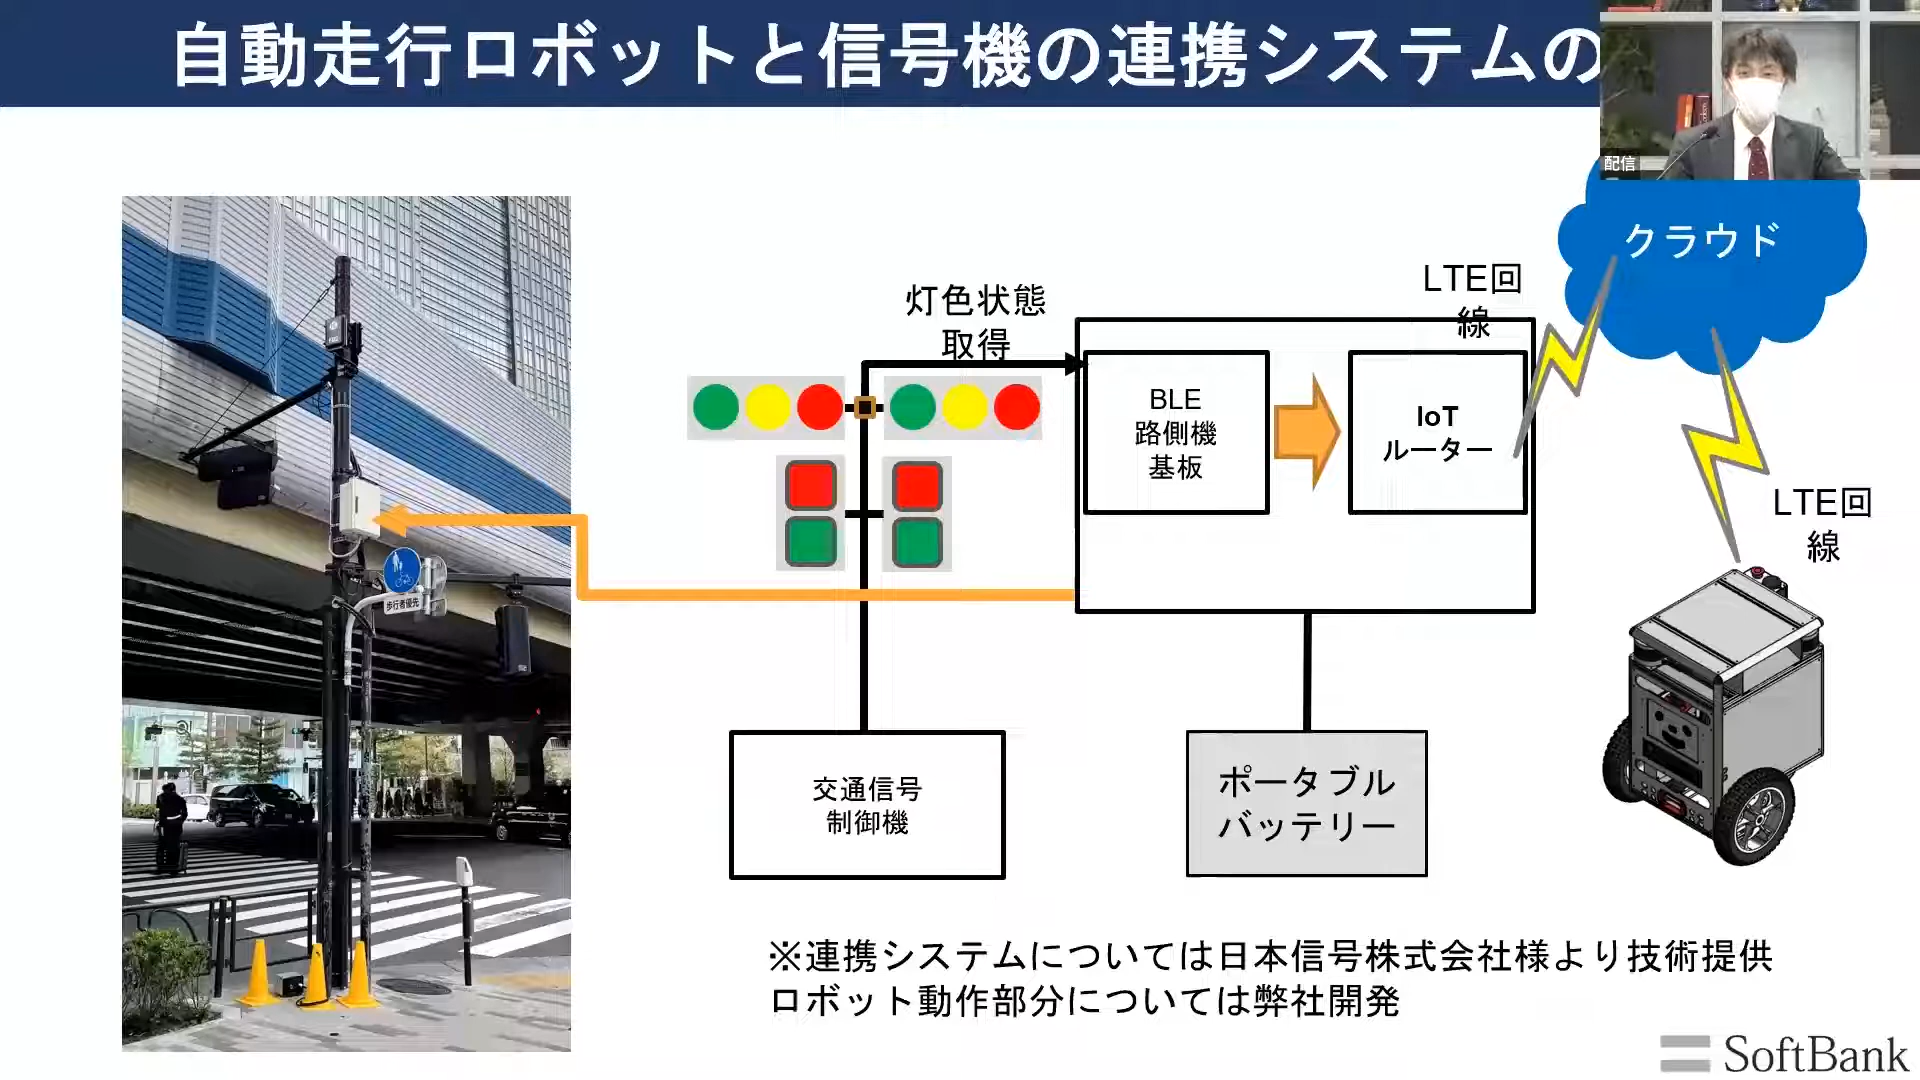 自動走行ロボットと信号機の連携システムの
配信
クラウド
LTE回
線
灯色状態
取得
BLE
路側機
基板
IoT
ルーター
LTE回
線
歩行者優先
交通信号
制御機
ポータブル
バッテリー
※連携システムについては日本信号株式会社様より技術提供
ロボット動作部分については弊社開発
SoftBank